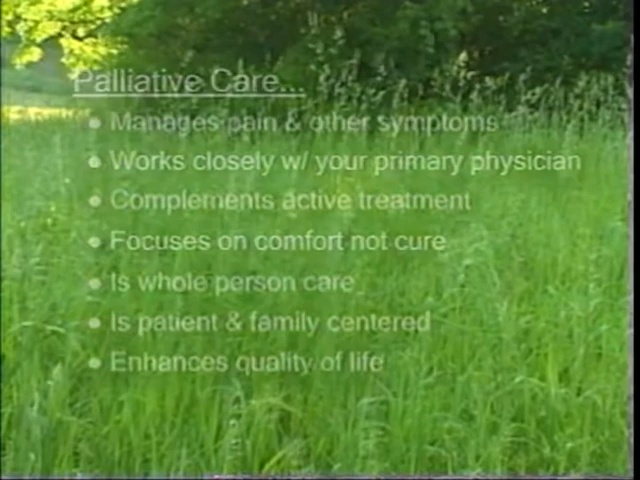 Palliative Care...
● Manages pain & other symptoms
● Works closely w/ your primary physician
● Complements active treatment
● Focuses on comfort not cure
● Is whole person care
● Is patient & family centered
● Enhances quality of life